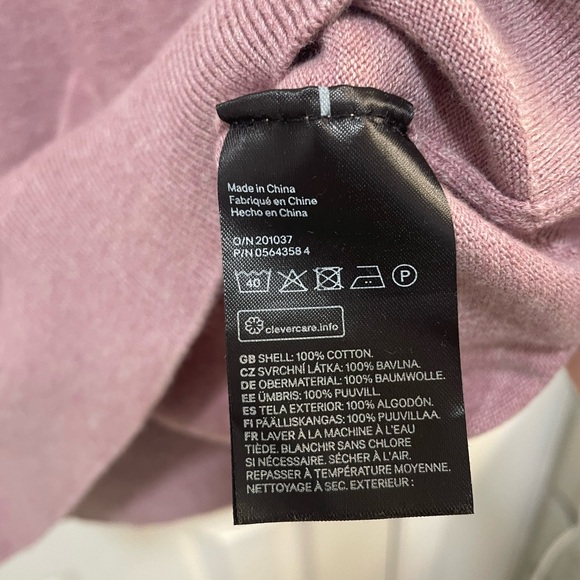 Made in China
Fabriqué en Chine
Hecho en China
O/N 201037
P/N 0564358 4
40 P
clevercare.info
GB SHELL: 100% COTTON.
CZ SVRCHNÍ LÁTKA: 100% BAVLNA.
DE OBERMATERIAL: 100% BAUMWOLLE.
EE ÜMBRIS: 100% PUUVILL.
ES TELA EXTERIOR: 100% ALGODÓN.
FI PÄÄLLISKANGAS: 100% PUUVILLAA.
FR LAVER À LA MACHINE À L'EAU
TIÈDE. BLANCHIR SANS CHLORE
SI NÉCESSAIRE. SÉCHER À L'AIR.
REPASSER À TEMPÉRATURE MOYENNE.
NETTOYAGE À SEC. EXTERIEUR :